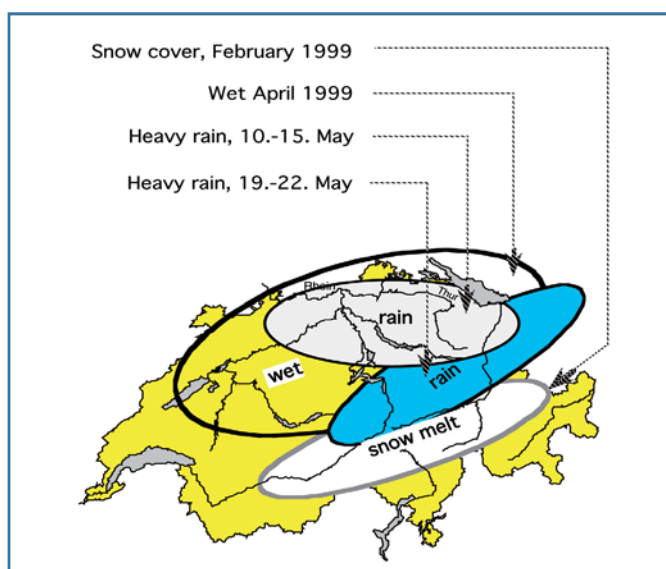 Snow cover, February 1999
Wet April 1999
Heavy rain, 10.-15. May
Heavy rain, 19.-22. May
Rhein
Thur
rain
wet
rain
snow melt